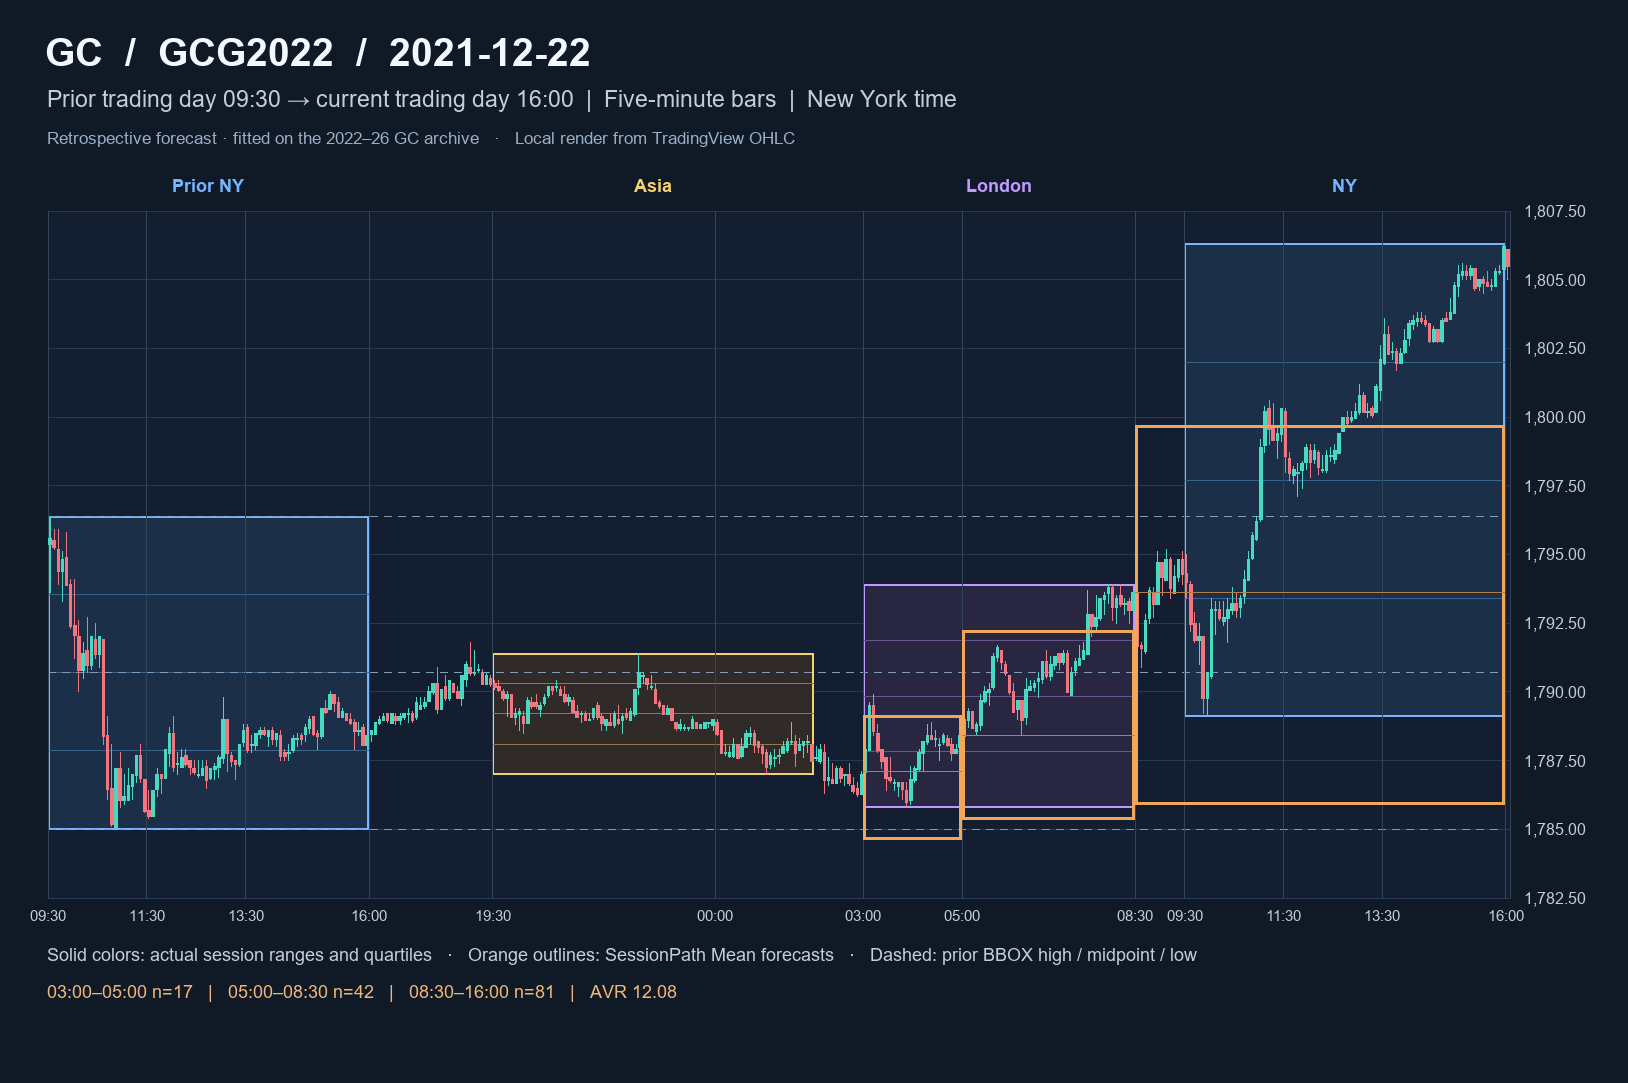 GC / GCG2022 / 2021-12-22
Prior trading day 09:30 → current trading day 16:00 | Five-minute bars | New York time
Retrospective forecast · fitted on the 2022–26 GC archive · Local render from TradingView OHLC
Prior NY Asia London NY
1,807.50
1,805.00
1,802.50
1,800.00
1,797.50
1,795.00
1,792.50
1,790.00
1,787.50
1,785.00
1,782.50
09:30 11:30 13:30 16:00 19:30 00:00 03:00 05:00 08:30 09:30 11:30 13:30 16:00
Solid colors: actual session ranges and quartiles · Orange outlines: SessionPath Mean forecasts · Dashed: prior BBOX high / midpoint / low
03:00–05:00 n=17 | 05:00–08:30 n=42 | 08:30–16:00 n=81 | AVR 12.08